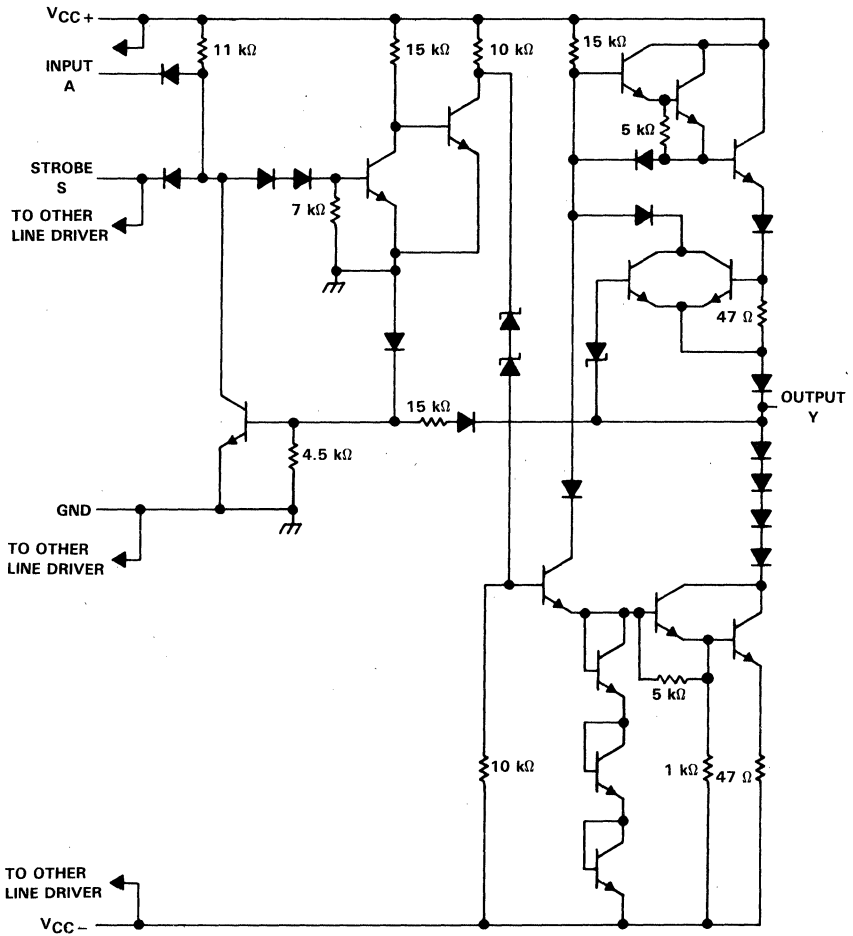 VCC+
11 kΩ
15 kΩ
10 kΩ
15 kΩ
INPUT
A
5 kΩ
STROBE
S
TO OTHER
LINE DRIVER
7 kΩ
47 Ω
OUTPUT
Y
15 kΩ
4.5 kΩ
GND
TO OTHER
LINE DRIVER
5 kΩ
10 kΩ
1 kΩ
47 Ω
TO OTHER
LINE DRIVER
VCC−